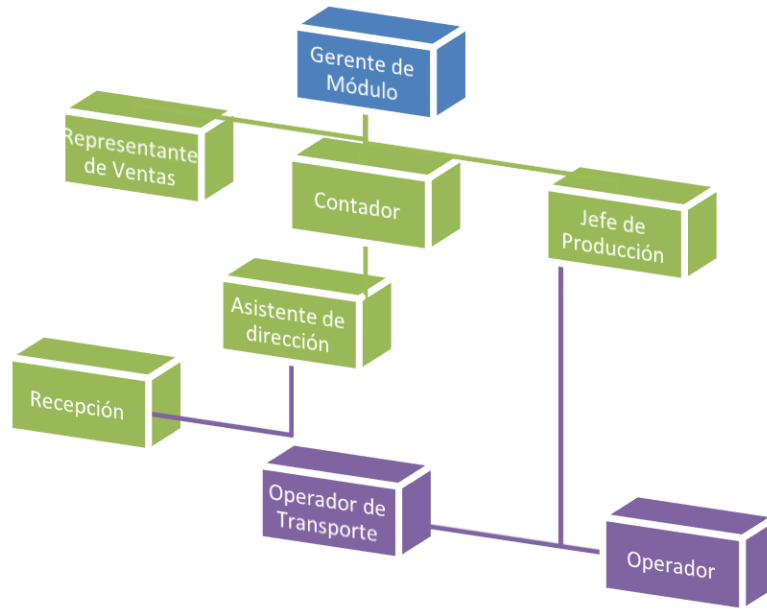 Gerente de
Módulo
Representante
de Ventas
Contador
Jefe de
Producción
Asistente de
dirección
Recepción
Operador de
Transporte
Operador